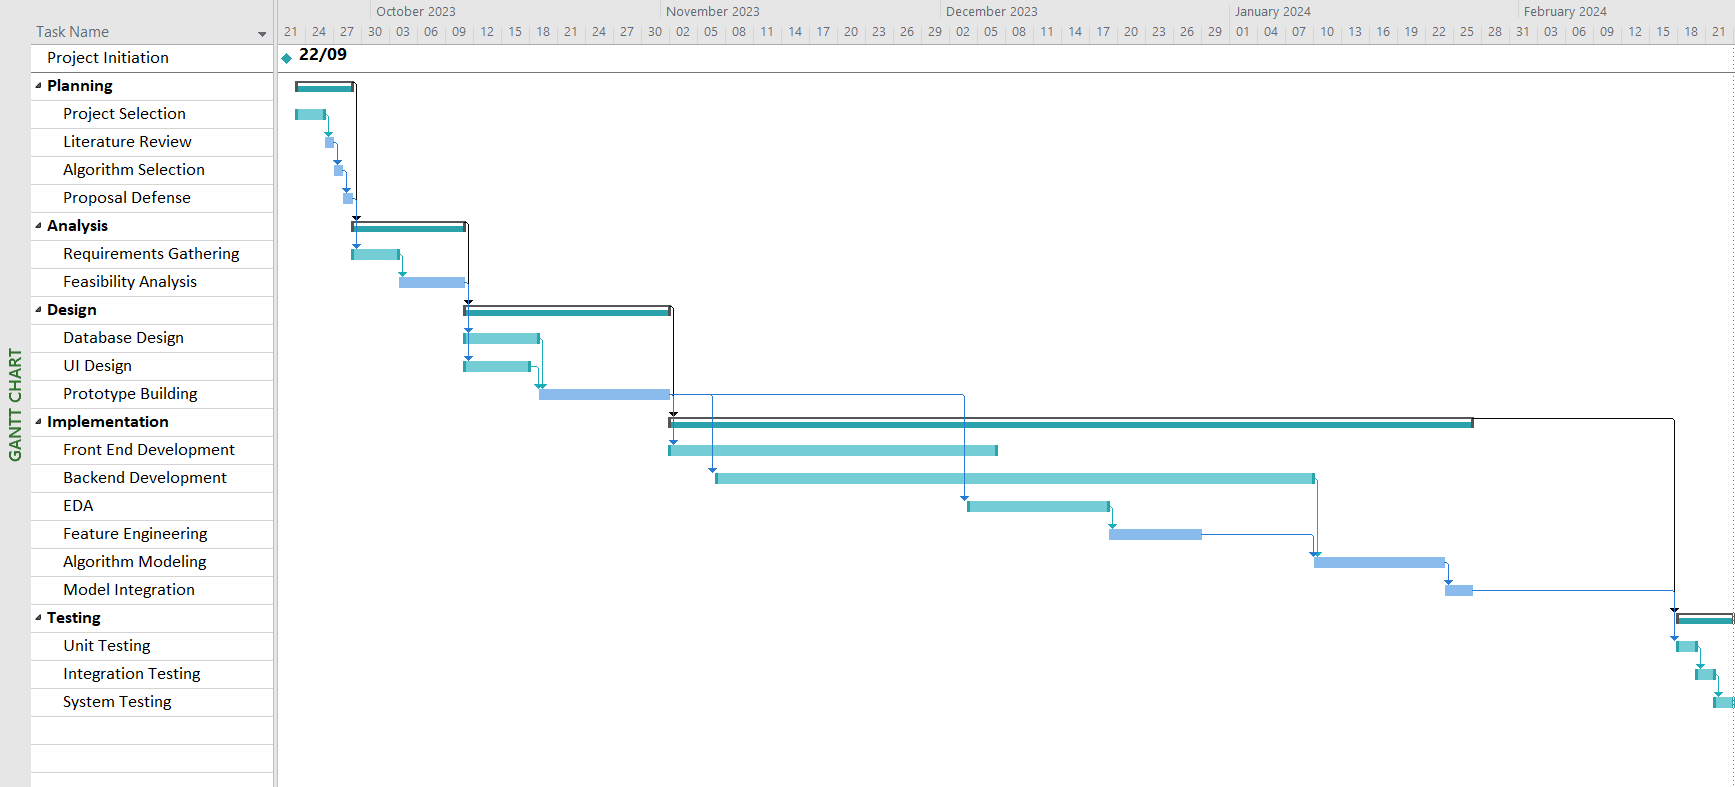 October 2023 November 2023 December 2023 January 2024 February 2024
Task Name 21 24 27 30 03 06 09 12 15 18 21 24 27 30 02 05 08 11 14 17 20 23 26 29 02 05 08 11 14 17 20 23 26 29 01 04 07 10 13 16 19 22 25 28 31 03 06 09 12 15 18 21
Project Initiation 22/09
Planning
Project Selection
Literature Review
Algorithm Selection
Proposal Defense
Analysis
Requirements Gathering
Feasibility Analysis
Design
Database Design
UI Design
Prototype Building
Implementation
Front End Development
Backend Development
EDA
Feature Engineering
Algorithm Modeling
Model Integration
Testing
Unit Testing
Integration Testing
System Testing
GANTT CHART